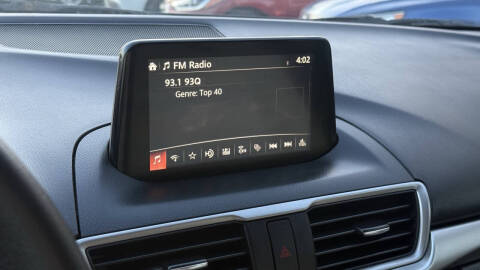 FM Radio 4:02
93.1 93Q
Genre: Top 40